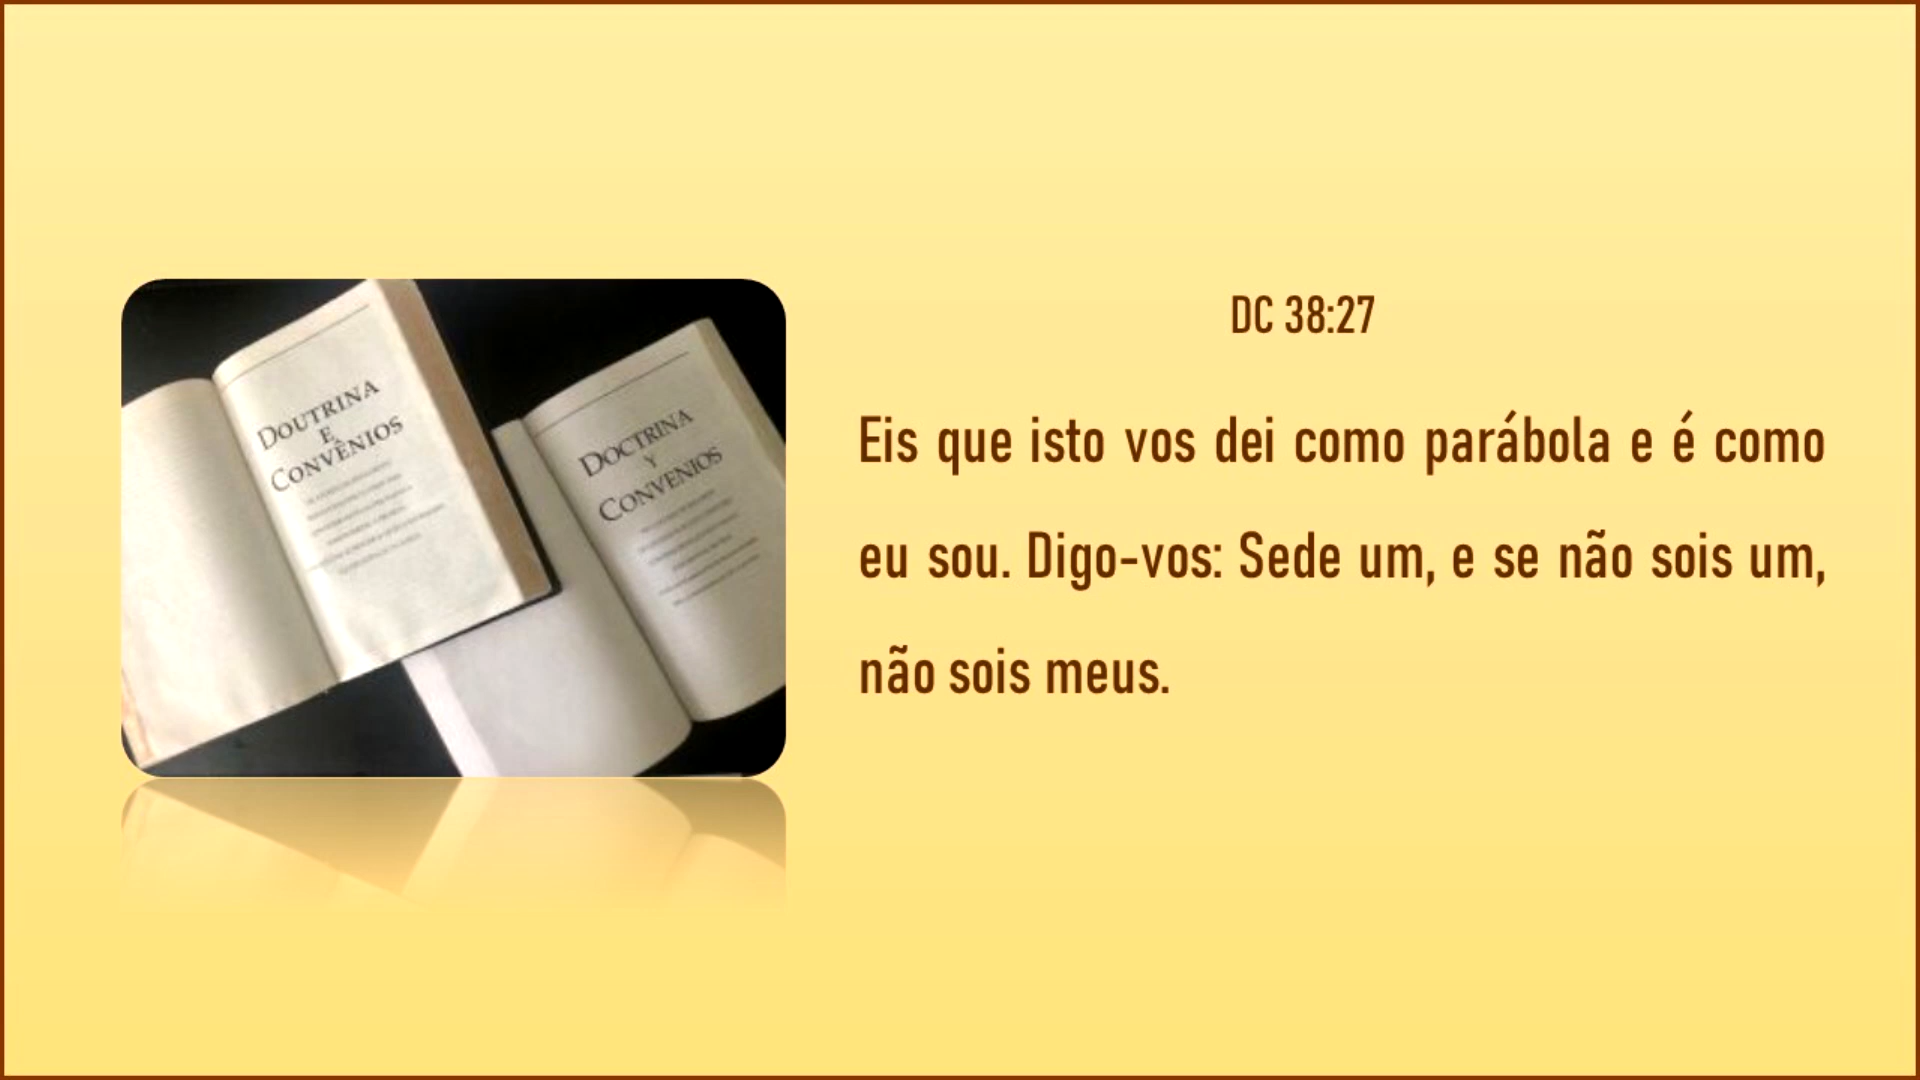 DOUTRINA
E
CONVÊNIOS
DOCTRINA
Y
CONVENIOS
DC 38:27
Eis que isto vos dei como parábola e é como
eu sou. Digo-vos: Sede um, e se não sois um,
não sois meus.